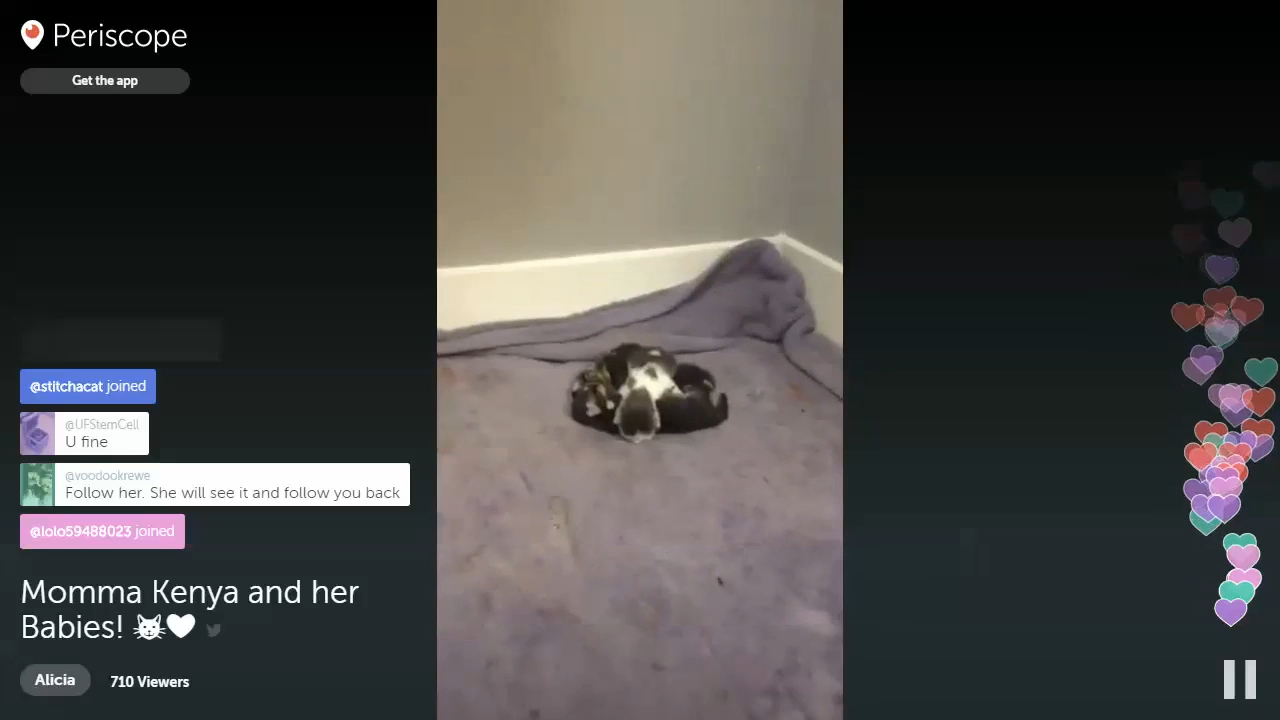 Periscope
Get the app
@stitchacat joined
@UFStemCell
U fine
@voodookrewe
Follow her. She will see it and follow you back
@lolo59488023 joined
Momma Kenya and her
Babies! 🐱🤍
Alicia
710 Viewers